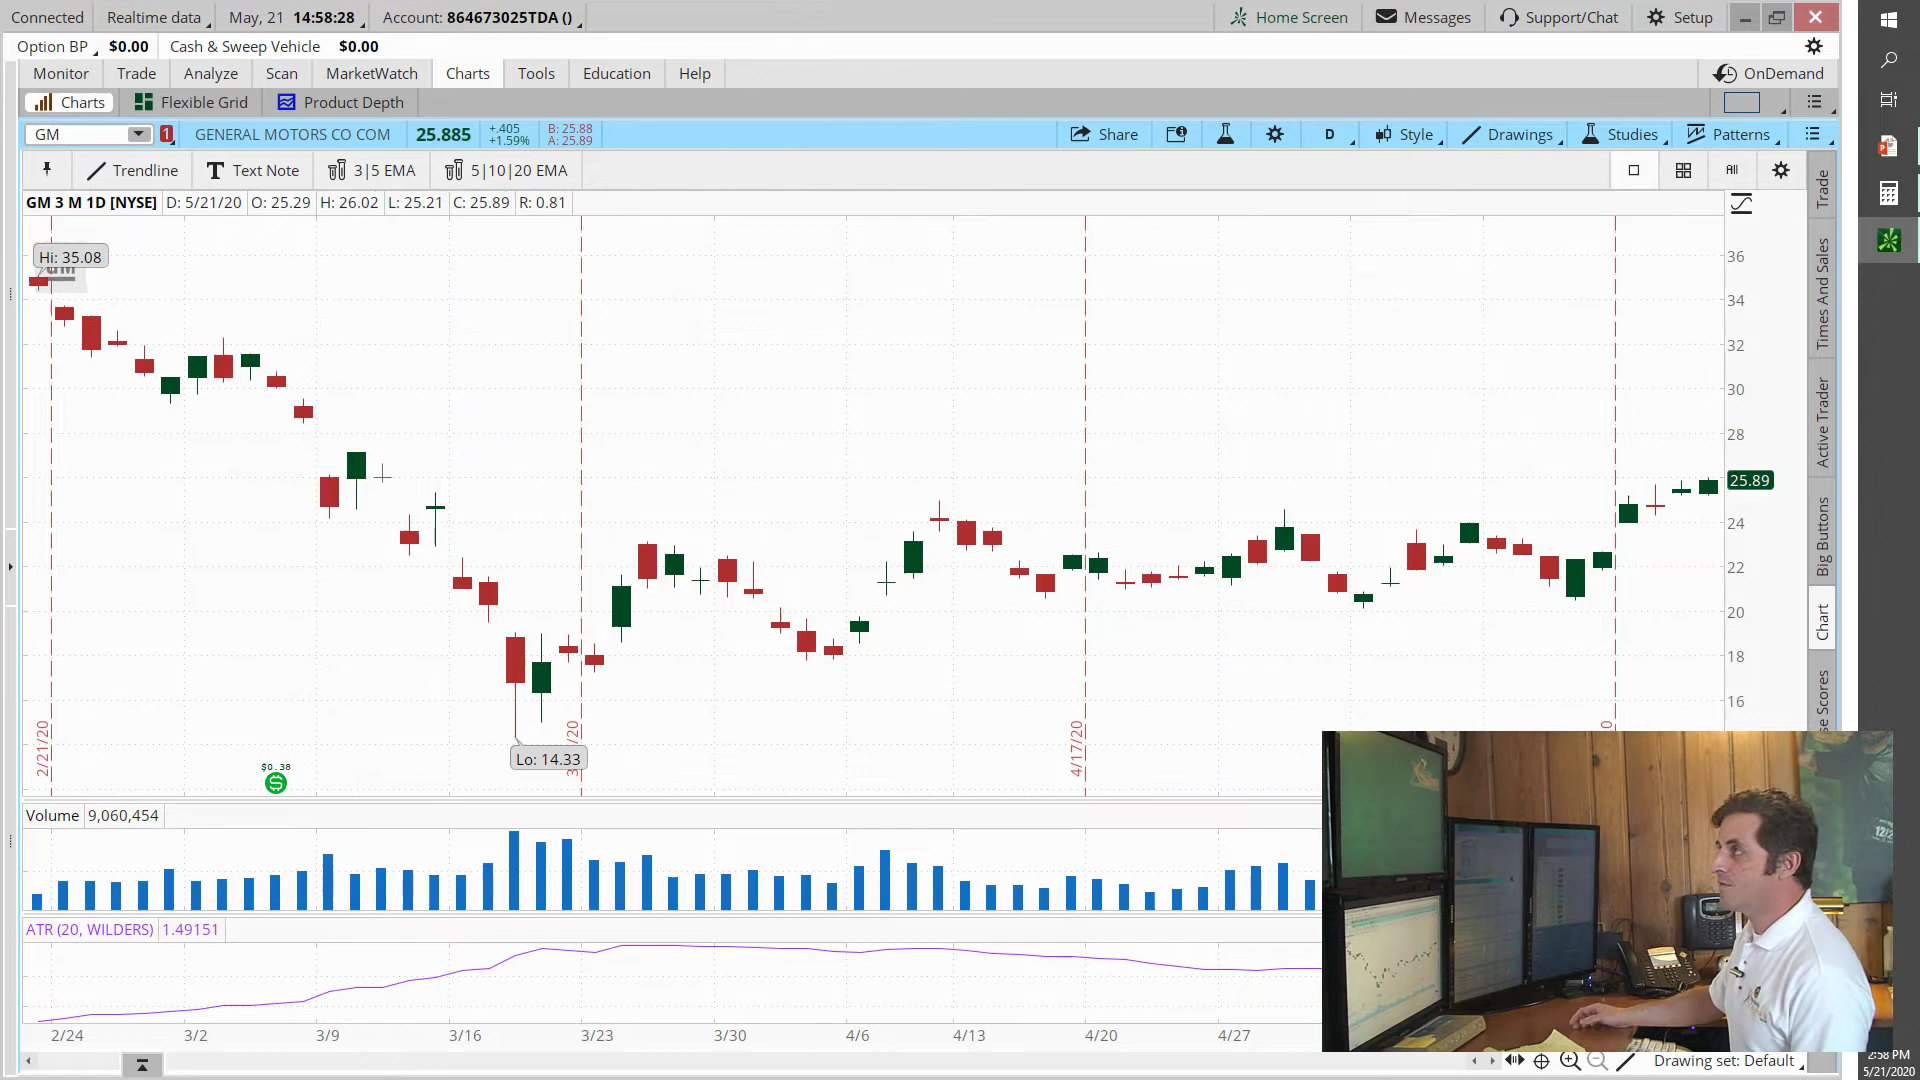 Connected Realtime data May, 21 14:58:28 Account: 864673025TDA () Home Screen Messages Support/Chat Setup
Option BP $0.00 Cash & Sweep Vehicle $0.00
Monitor Trade Analyze Scan MarketWatch Charts Tools Education Help OnDemand
Charts Flexible Grid Product Depth
GM 1 GENERAL MOTORS CO COM 25.885 +.405 +1.59% B: 25.88 A: 25.89 Share D Style Drawings Studies Patterns
Trendline Text Note 3|5 EMA 5|10|20 EMA All
GM 3 M 1D [NYSE] D: 5/21/20 O: 25.29 H: 26.02 L: 25.21 C: 25.89 R: 0.81
Hi: 35.08
36
34
32
30
28
25.89
24
22
20
18
16
Lo: 14.33
2/21/20
4/17/20
$0.38
Trade
Times And Sales
Active Trader
Big Buttons
Chart
Volume 9,060,454
ATR (20, WILDERS) 1.49151
2/24 3/2 3/9 3/16 3/23 3/30 4/6 4/13 4/20 4/27
Drawing set: Default
2:58 PM
5/21/2020